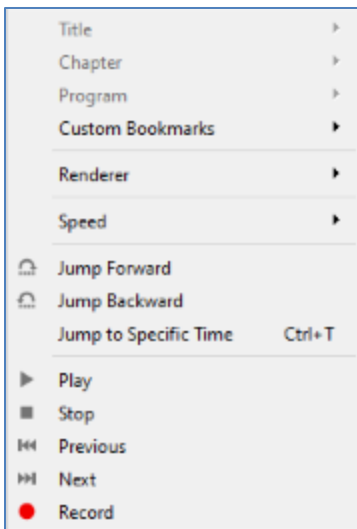 Title
Chapter
Program
Custom Bookmarks
Renderer
Speed
Jump Forward
Jump Backward
Jump to Specific Time Ctrl+T
Play
Stop
Previous
Next
Record